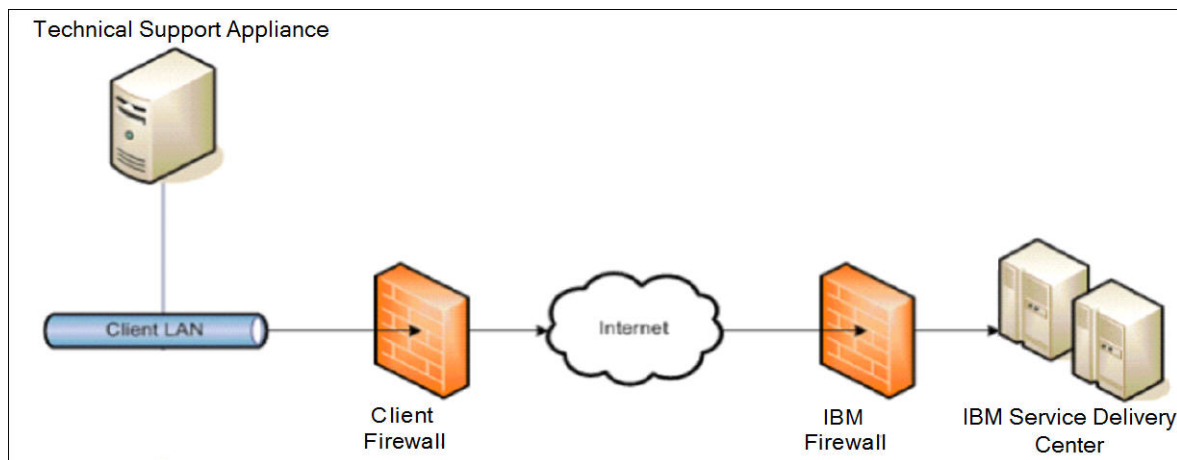 Technical Support Appliance
Client LAN
Internet
Client
Firewall
IBM
Firewall
IBM Service Delivery
Center